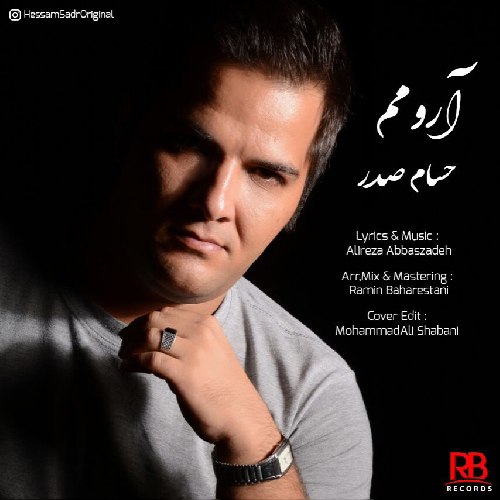 HessamSadrOriginal
آرومم
حسام صدر
Lyrics & Music :
Alireza Abbaszadeh
Arr,Mix & Mastering :
Ramin Baharestani
Cover Edit :
MohammadAli Shabani
RB
RECORDS